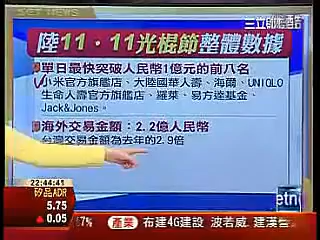 SET NEWS
三立財經台
陸11‧11光棍節整體數據
單日最快突破人民幣1億元的前八名
小米官方旗艦店、大陸國華人壽、海爾、UNIQLO
生命人壽官方旗艦店、羅萊、易方達基金、
Jack&Jones。
海外交易金額：2.2億人民幣
台灣交易金額為去年的2.9倍
etn
22:44:41
矽品ADR
5.75
▲0.05
67%
產業
布建4G建設 波若威 建漢